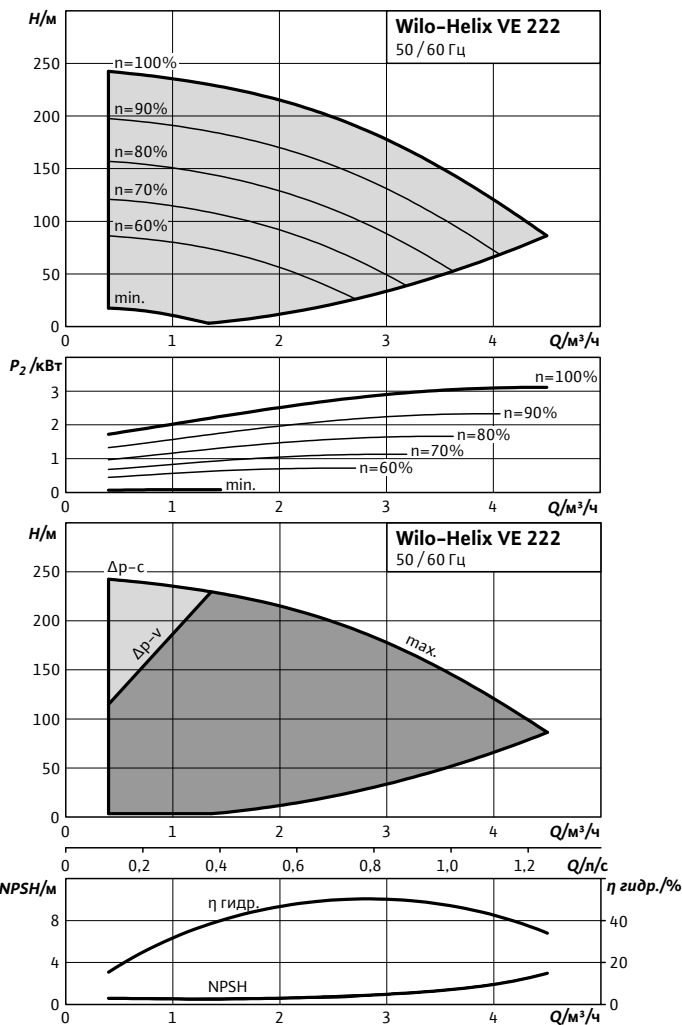 H/м
Wilo-Helix VE 222
50 / 60 Гц
250
n=100%
200
n=90%
150
n=80%
n=70%
100
n=60%
50
min.
0
0 1 2 3 4 Q/м³/ч
P2 /кВт
n=100%
3
n=90%
2
n=80%
n=70%
1
n=60%
min.
0
0 1 2 3 4 Q/м³/ч
H/м
Wilo-Helix VE 222
50 / 60 Гц
Δp-c
250
200
Δp-v
max.
150
100
50
0
0 1 2 3 4 Q/м³/ч
0 0,2 0,4 0,6 0,8 1,0 1,2 Q/л/с
NPSH/м
η гидр./%
η гидр.
8 40
4 20
NPSH
0 0
0 1 2 3 4 Q/м³/ч